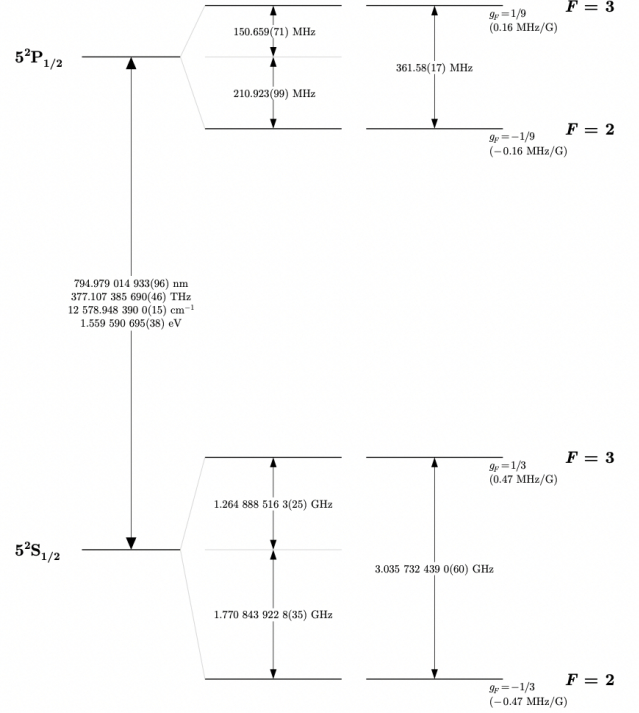 F = 3
g_F = 1/9
(0.16 MHz/G)
150.659(71) MHz
5²P₁/₂
361.58(17) MHz
210.923(99) MHz
F = 2
g_F = −1/9
(−0.16 MHz/G)
794.979 014 933(96) nm
377.107 385 690(46) THz
12 578.948 390 0(15) cm⁻¹
1.559 590 695(38) eV
F = 3
g_F = 1/3
(0.47 MHz/G)
1.264 888 516 3(25) GHz
5²S₁/₂
3.035 732 439 0(60) GHz
1.770 843 922 8(35) GHz
F = 2
g_F = −1/3
(−0.47 MHz/G)